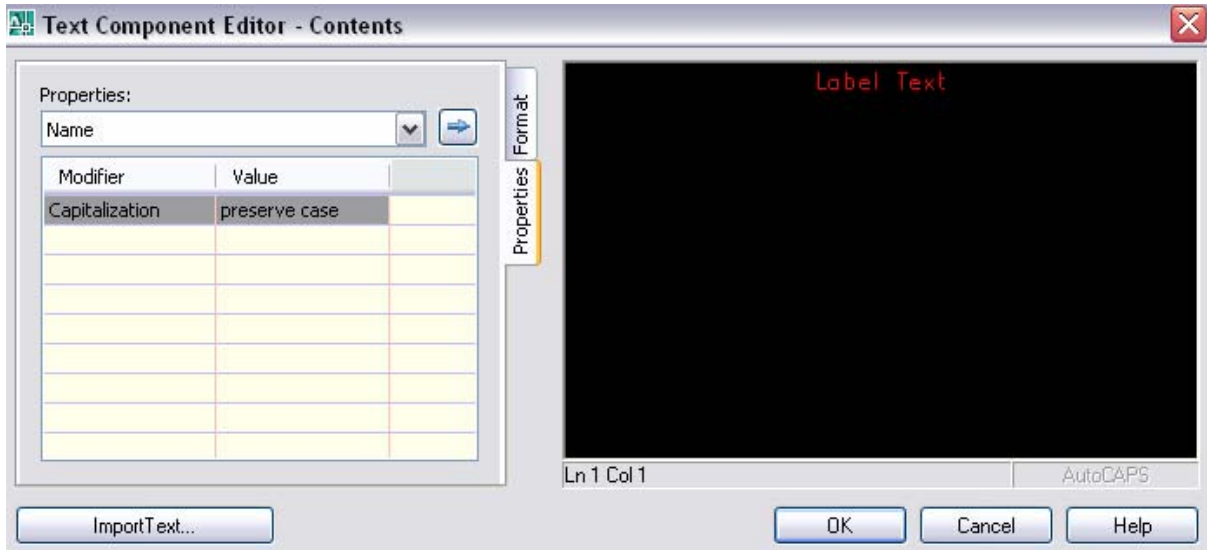 Text Component Editor - Contents
Properties:
Name
Modifier Value
Capitalization preserve case
Format
Properties
Label Text
Ln 1 Col 1
AutoCAPS
ImportText...
OK
Cancel
Help